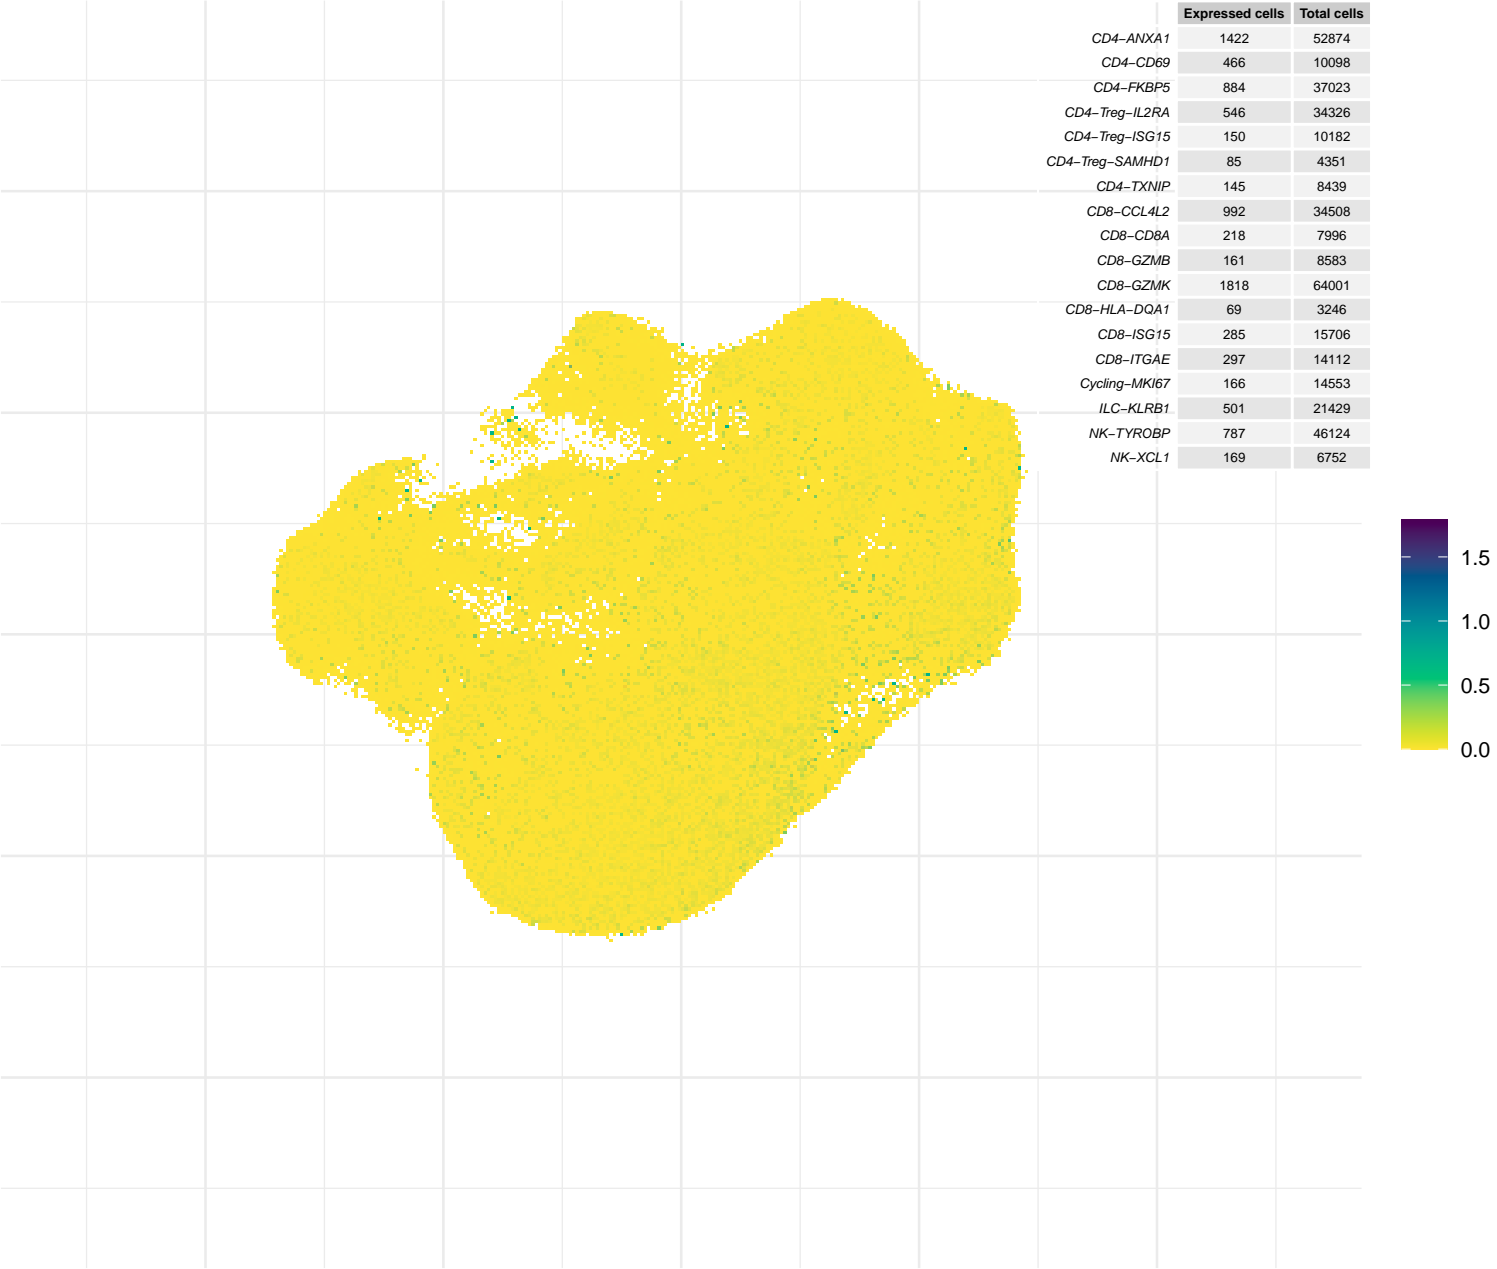 Expressed cells Total cells
CD4−ANXA1 1422 52874
CD4−CD69 466 10098
CD4−FKBP5 884 37023
CD4−Treg−IL2RA 546 34326
CD4−Treg−ISG15 150 10182
CD4−Treg−SAMHD1 85 4351
CD4−TXNIP 145 8439
CD8−CCL4L2 992 34508
CD8−CD8A 218 7996
CD8−GZMB 161 8583
CD8−GZMK 1818 64001
CD8−HLA−DQA1 69 3246
CD8−ISG15 285 15706
CD8−ITGAE 297 14112
Cycling−MKI67 166 14553
ILC−KLRB1 501 21429
NK−TYROBP 787 46124
NK−XCL1 169 6752
1.5
1.0
0.5
0.0